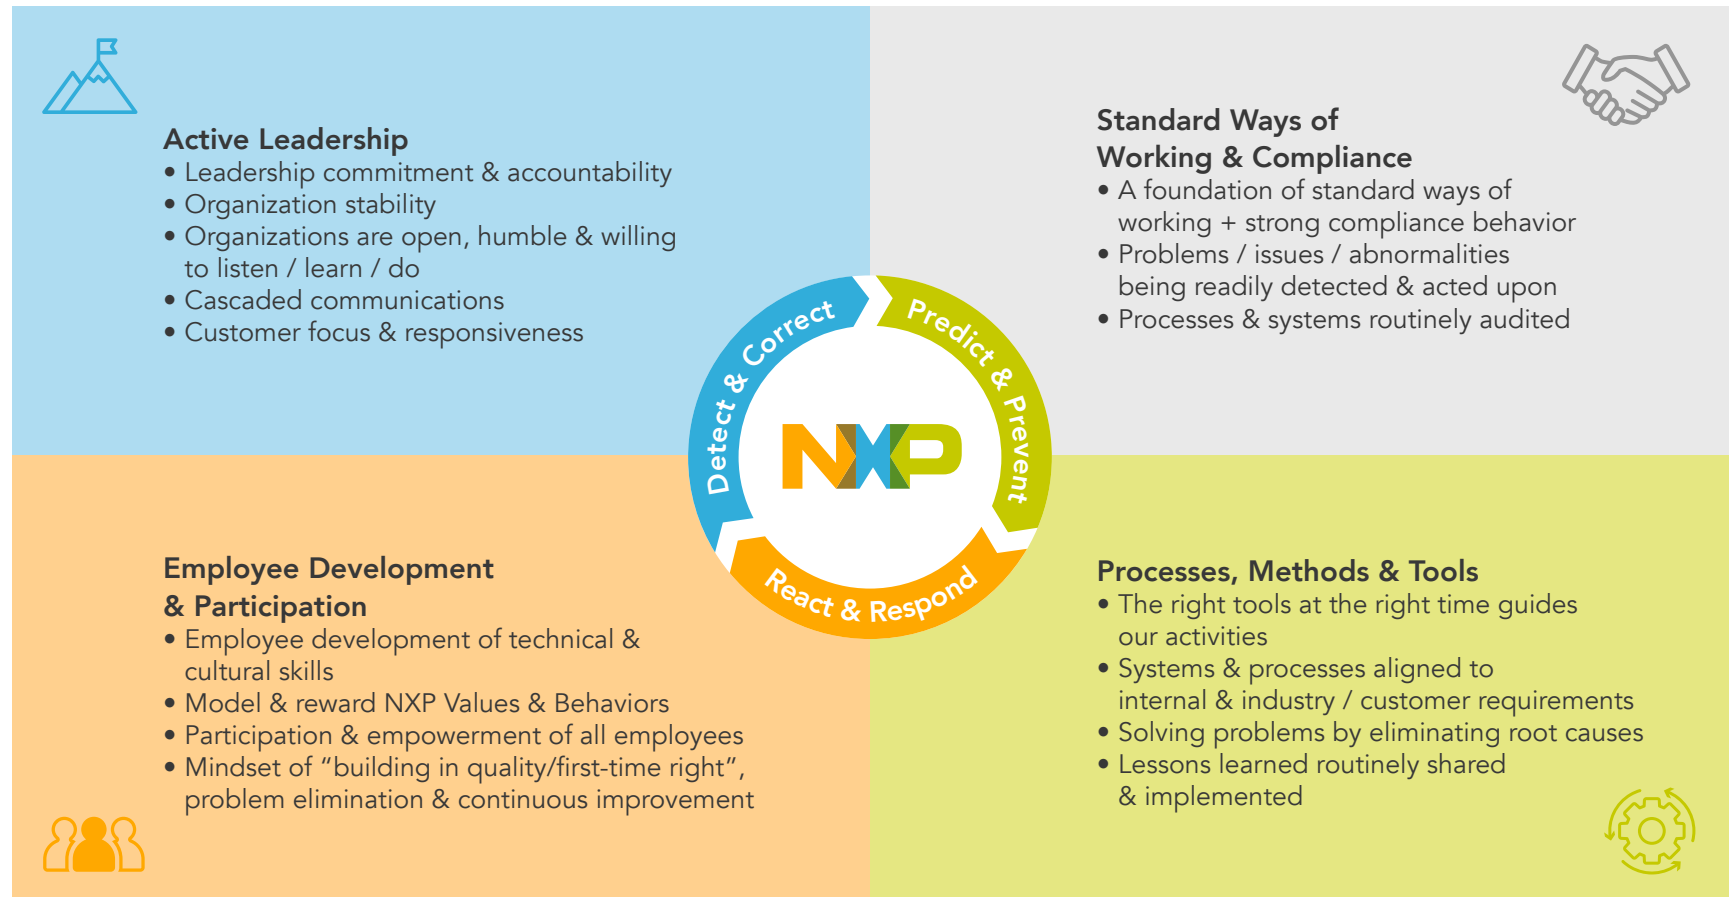 Active Leadership
• Leadership commitment & accountability
• Organization stability
• Organizations are open, humble & willing
to listen / learn / do
• Cascaded communications
• Customer focus & responsiveness
Standard Ways of
Working & Compliance
• A foundation of standard ways of
working + strong compliance behavior
• Problems / issues / abnormalities
being readily detected & acted upon
• Processes & systems routinely audited
Detect & Correct
Predict & Prevent
React & Respond
NXP
Employee Development
& Participation
• Employee development of technical &
cultural skills
• Model & reward NXP Values & Behaviors
• Participation & empowerment of all employees
• Mindset of “building in quality/first-time right”,
problem elimination & continuous improvement
Processes, Methods & Tools
• The right tools at the right time guides
our activities
• Systems & processes aligned to
internal & industry / customer requirements
• Solving problems by eliminating root causes
• Lessons learned routinely shared
& implemented